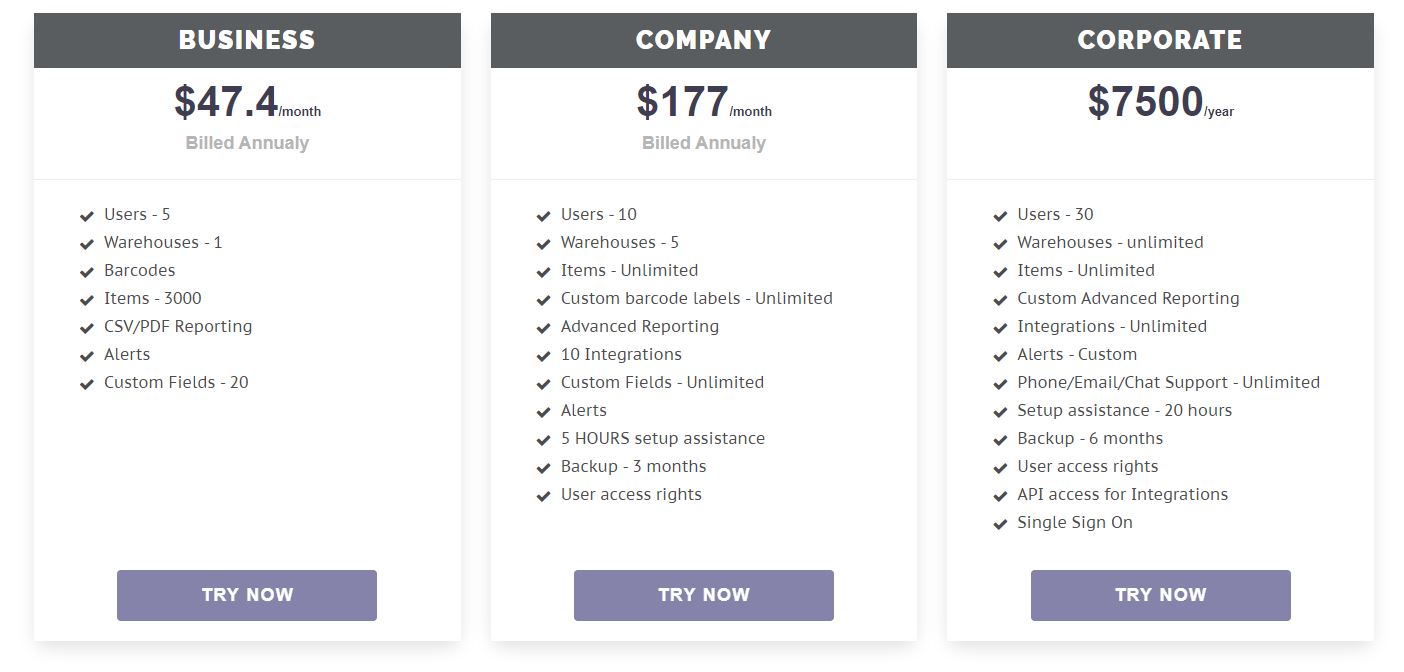 BUSINESS
$47.4/month
Billed Annualy
Users - 5
Warehouses - 1
Barcodes
Items - 3000
CSV/PDF Reporting
Alerts
Custom Fields - 20
TRY NOW
COMPANY
$177/month
Billed Annualy
Users - 10
Warehouses - 5
Items - Unlimited
Custom barcode labels - Unlimited
Advanced Reporting
10 Integrations
Custom Fields - Unlimited
Alerts
5 HOURS setup assistance
Backup - 3 months
User access rights
TRY NOW
CORPORATE
$7500/year
Users - 30
Warehouses - unlimited
Items - Unlimited
Custom Advanced Reporting
Integrations - Unlimited
Alerts - Custom
Phone/Email/Chat Support - Unlimited
Setup assistance - 20 hours
Backup - 6 months
User access rights
API access for Integrations
Single Sign On
TRY NOW